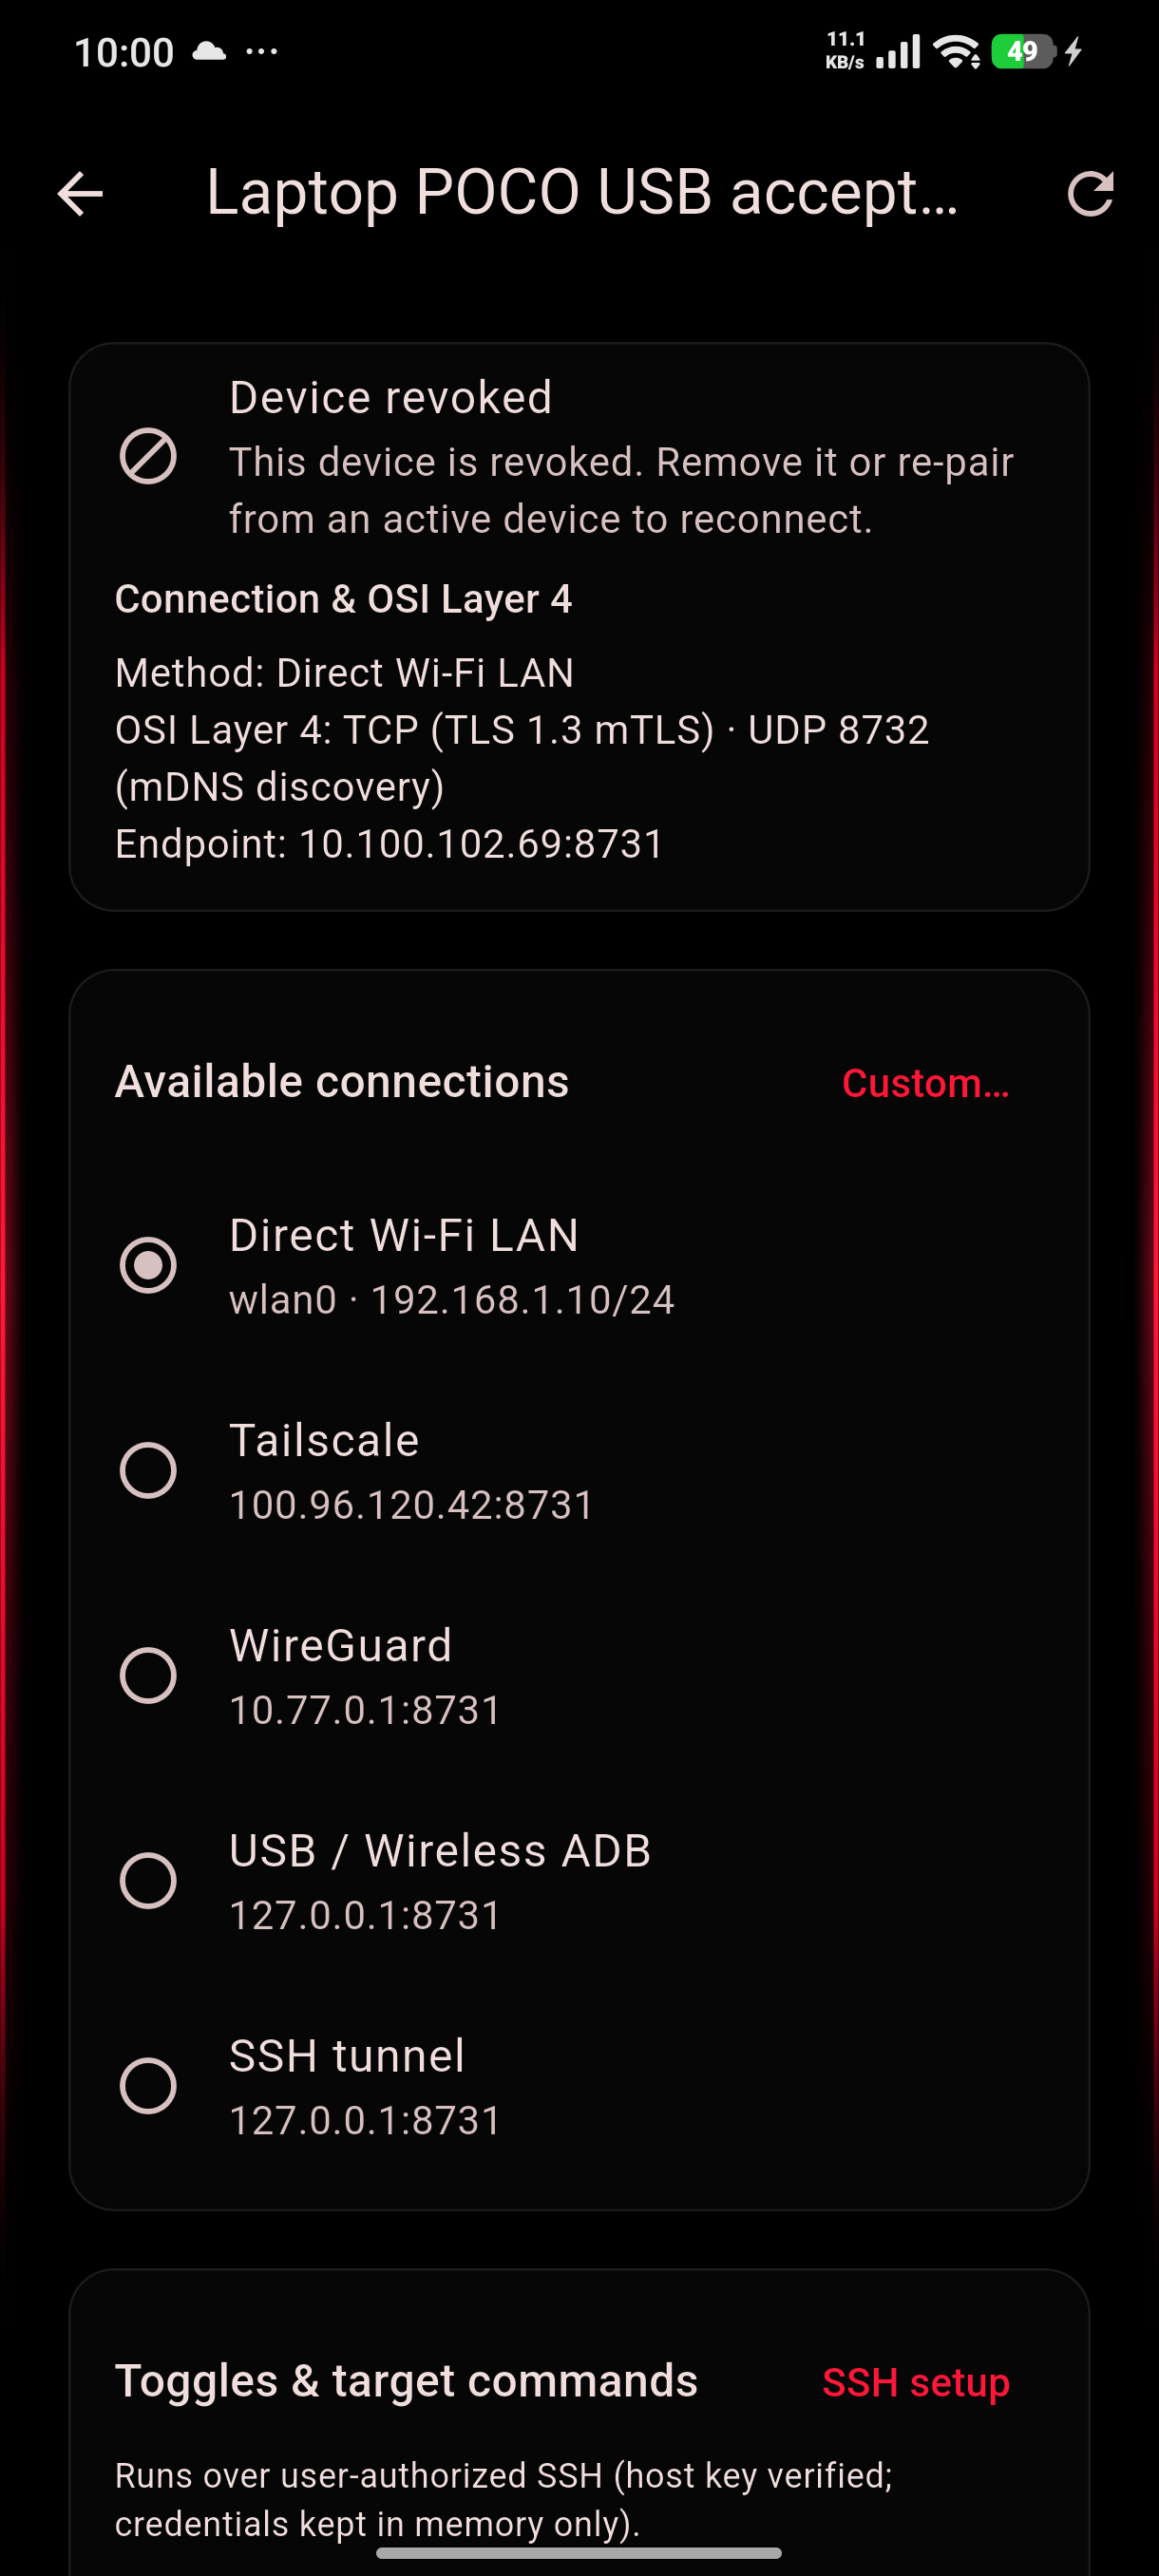 10:00
11.1
KB/s
49
Laptop POCO USB accept…
Device revoked
This device is revoked. Remove it or re-pair
from an active device to reconnect.
Connection & OSI Layer 4
Method: Direct Wi-Fi LAN
OSI Layer 4: TCP (TLS 1.3 mTLS) · UDP 8732
(mDNS discovery)
Endpoint: 10.100.102.69:8731
Available connections
Custom…
Direct Wi-Fi LAN
wlan0 · 192.168.1.10/24
Tailscale
100.96.120.42:8731
WireGuard
10.77.0.1:8731
USB / Wireless ADB
127.0.0.1:8731
SSH tunnel
127.0.0.1:8731
Toggles & target commands
SSH setup
Runs over user-authorized SSH (host key verified;
credentials kept in memory only).